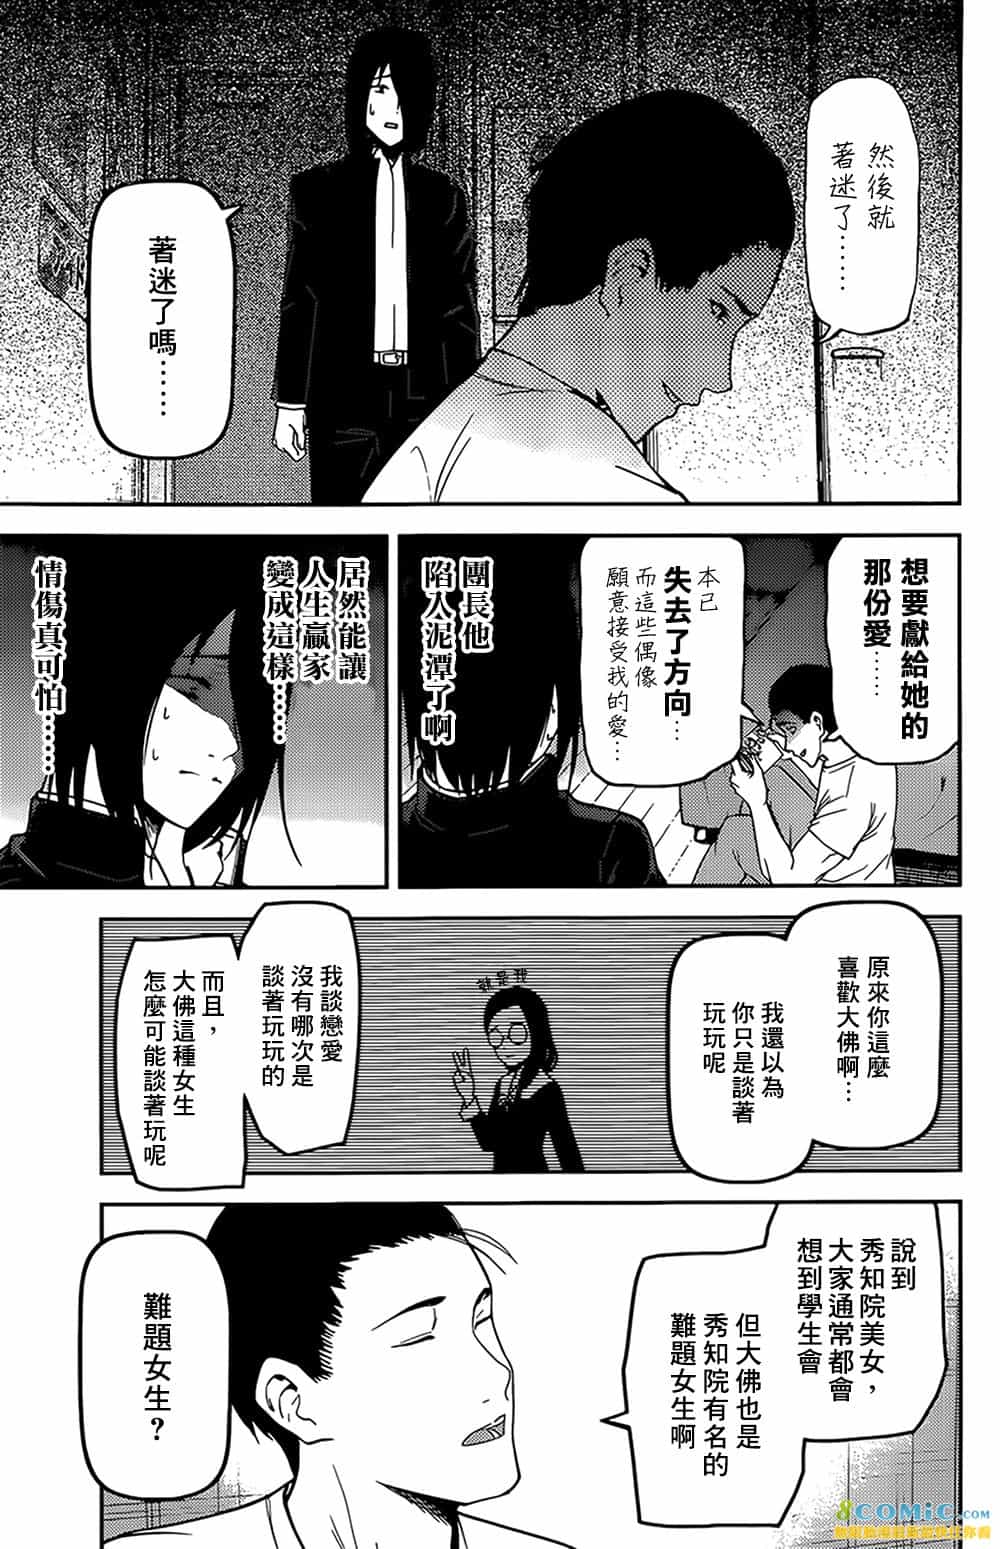 然後就
著迷了……
著迷了嗎……
想要獻給她的
那份愛……
本已
失去了方向…
而這些偶像
願意接受我的愛…
團長他
陷入泥潭了啊
居然能讓
人生贏家
變成這樣……
情傷真可怕……
原來你這麼
喜歡大佛啊…
我還以為
你只是談著
玩玩呢
就是我
我談戀愛
沒有哪次是
談著玩玩的
而且，
大佛這種女生
怎麼可能談著玩呢
說到
秀知院美女，
大家通常都會
想到學生會
但大佛也是
秀知院有名的
難題女生啊
難題女生？
8COMIC.COM